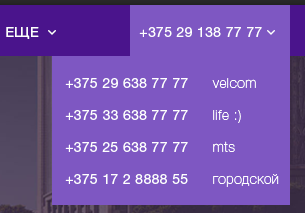 ЕЩЕ +375 29 138 77 77
+375 29 638 77 77 velcom
+375 33 638 77 77 life :)
+375 25 638 77 77 mts
+375 17 2 8888 55 городской